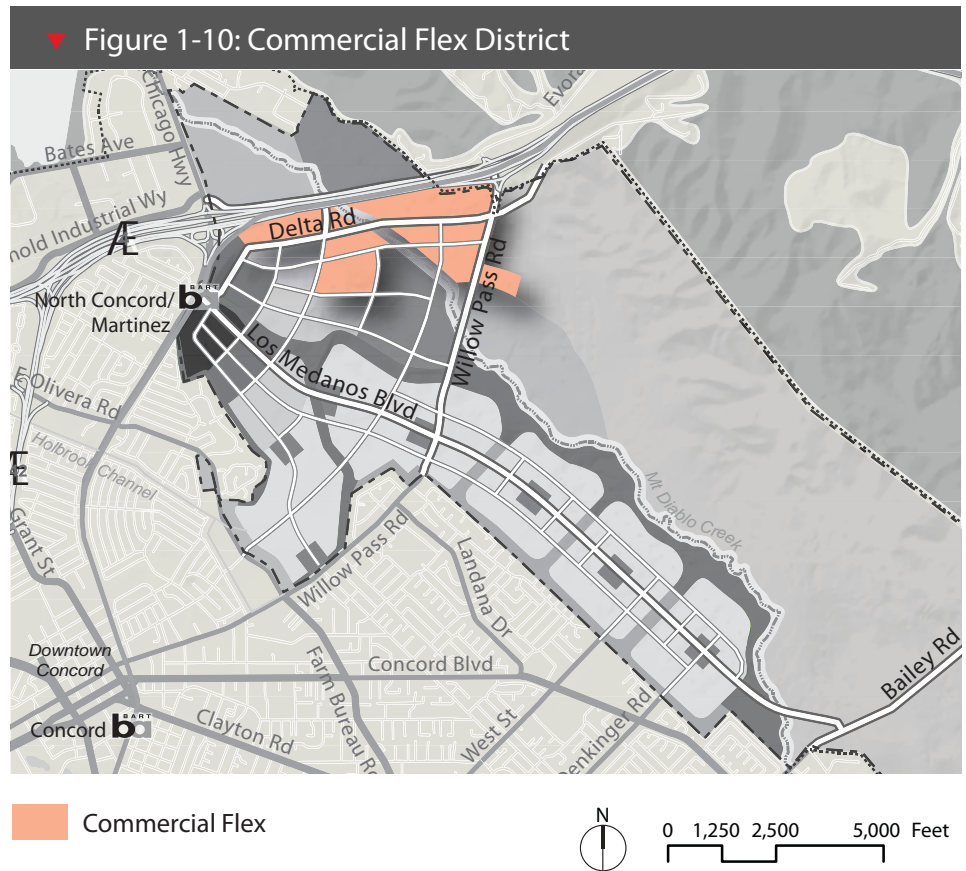 Figure 1-10: Commercial Flex District
Chicago Hwy
Evora
Bates Ave
nold Industrial Wy
Delta Rd
Æ
North Concord/
Martinez
BART
b
Willow Pass Rd
Los Medanos Blvd
E Olivera Rd
Holbrook Channel
Æ
Grant St
Mt Diablo Creek
Willow Pass Rd
Landana Dr
Downtown
Concord
Concord Blvd
Farm Bureau Rd
Bailey Rd
Concord
BART
b
Clayton Rd
West St
Denkinger Rd
Commercial Flex
N
0 1,250 2,500 5,000 Feet